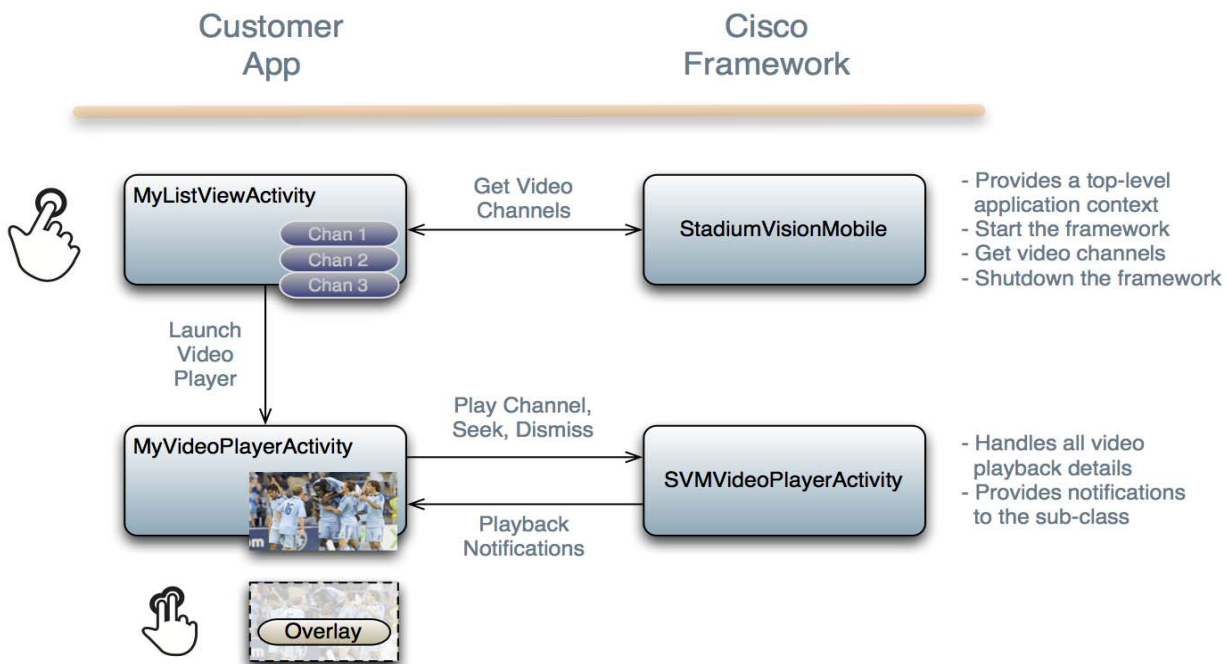 Customer
App
Cisco
Framework
MyListViewActivity
Chan 1
Chan 2
Chan 3
Get Video
Channels
StadiumVisionMobile
- Provides a top-level
application context
- Start the framework
- Get video channels
- Shutdown the framework
Launch
Video
Player
MyVideoPlayerActivity
16
om
Play Channel,
Seek, Dismiss
Playback
Notifications
SVMVideoPlayerActivity
- Handles all video
playback details
- Provides notifications
to the sub-class
Overlay